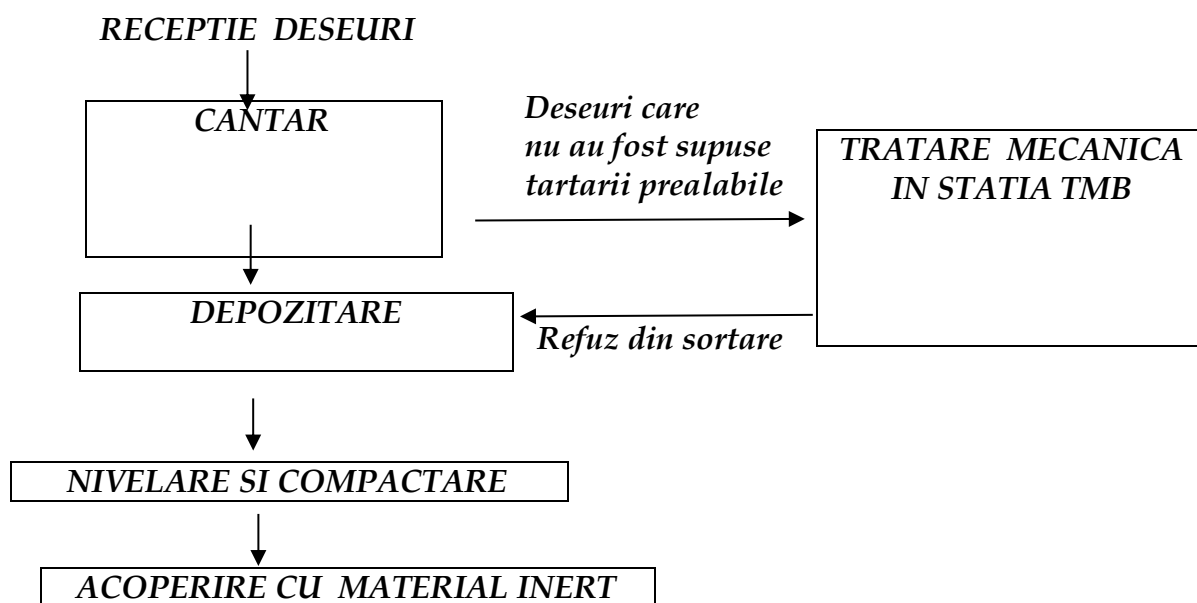 RECEPTIE DESEURI
CANTAR
Deseuri care
nu au fost supuse
tartarii prealabile
TRATARE MECANICA
IN STATIA TMB
DEPOZITARE
Refuz din sortare
NIVELARE SI COMPACTARE
ACOPERIRE CU MATERIAL INERT